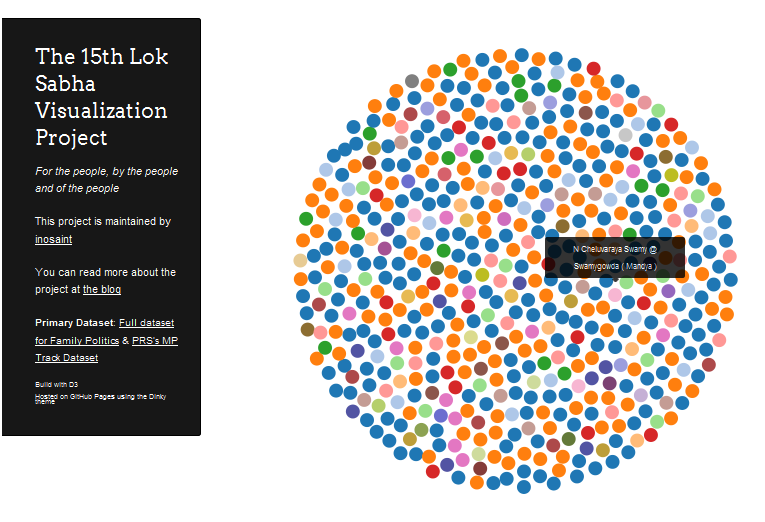 The 15th Lok
Sabha
Visualization
Project
For the people, by the people
and of the people
This project is maintained by
inosaint
You can read more about the
project at the blog
Primary Dataset: Full dataset
for Family Politics & PRS's MP
Track Dataset
Build with D3
Hosted on GitHub Pages using the Dinky
theme
N Cheluvaraya Swamy @
Swamygowda ( Mandya )